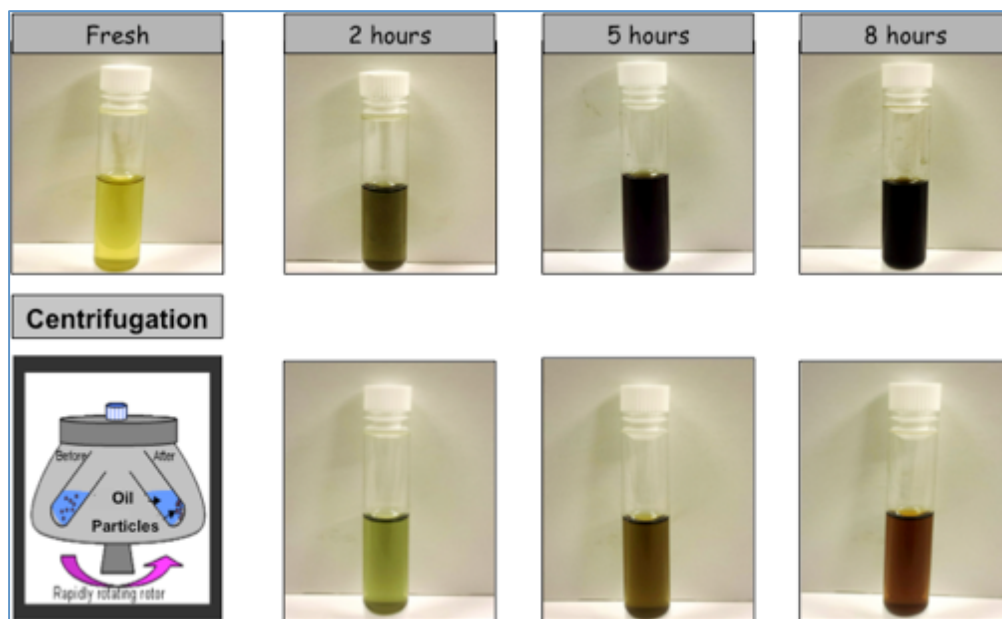 Fresh
2 hours
5 hours
8 hours
Centrifugation
Before
After
Oil
Particles
Rapidly rotating rotor